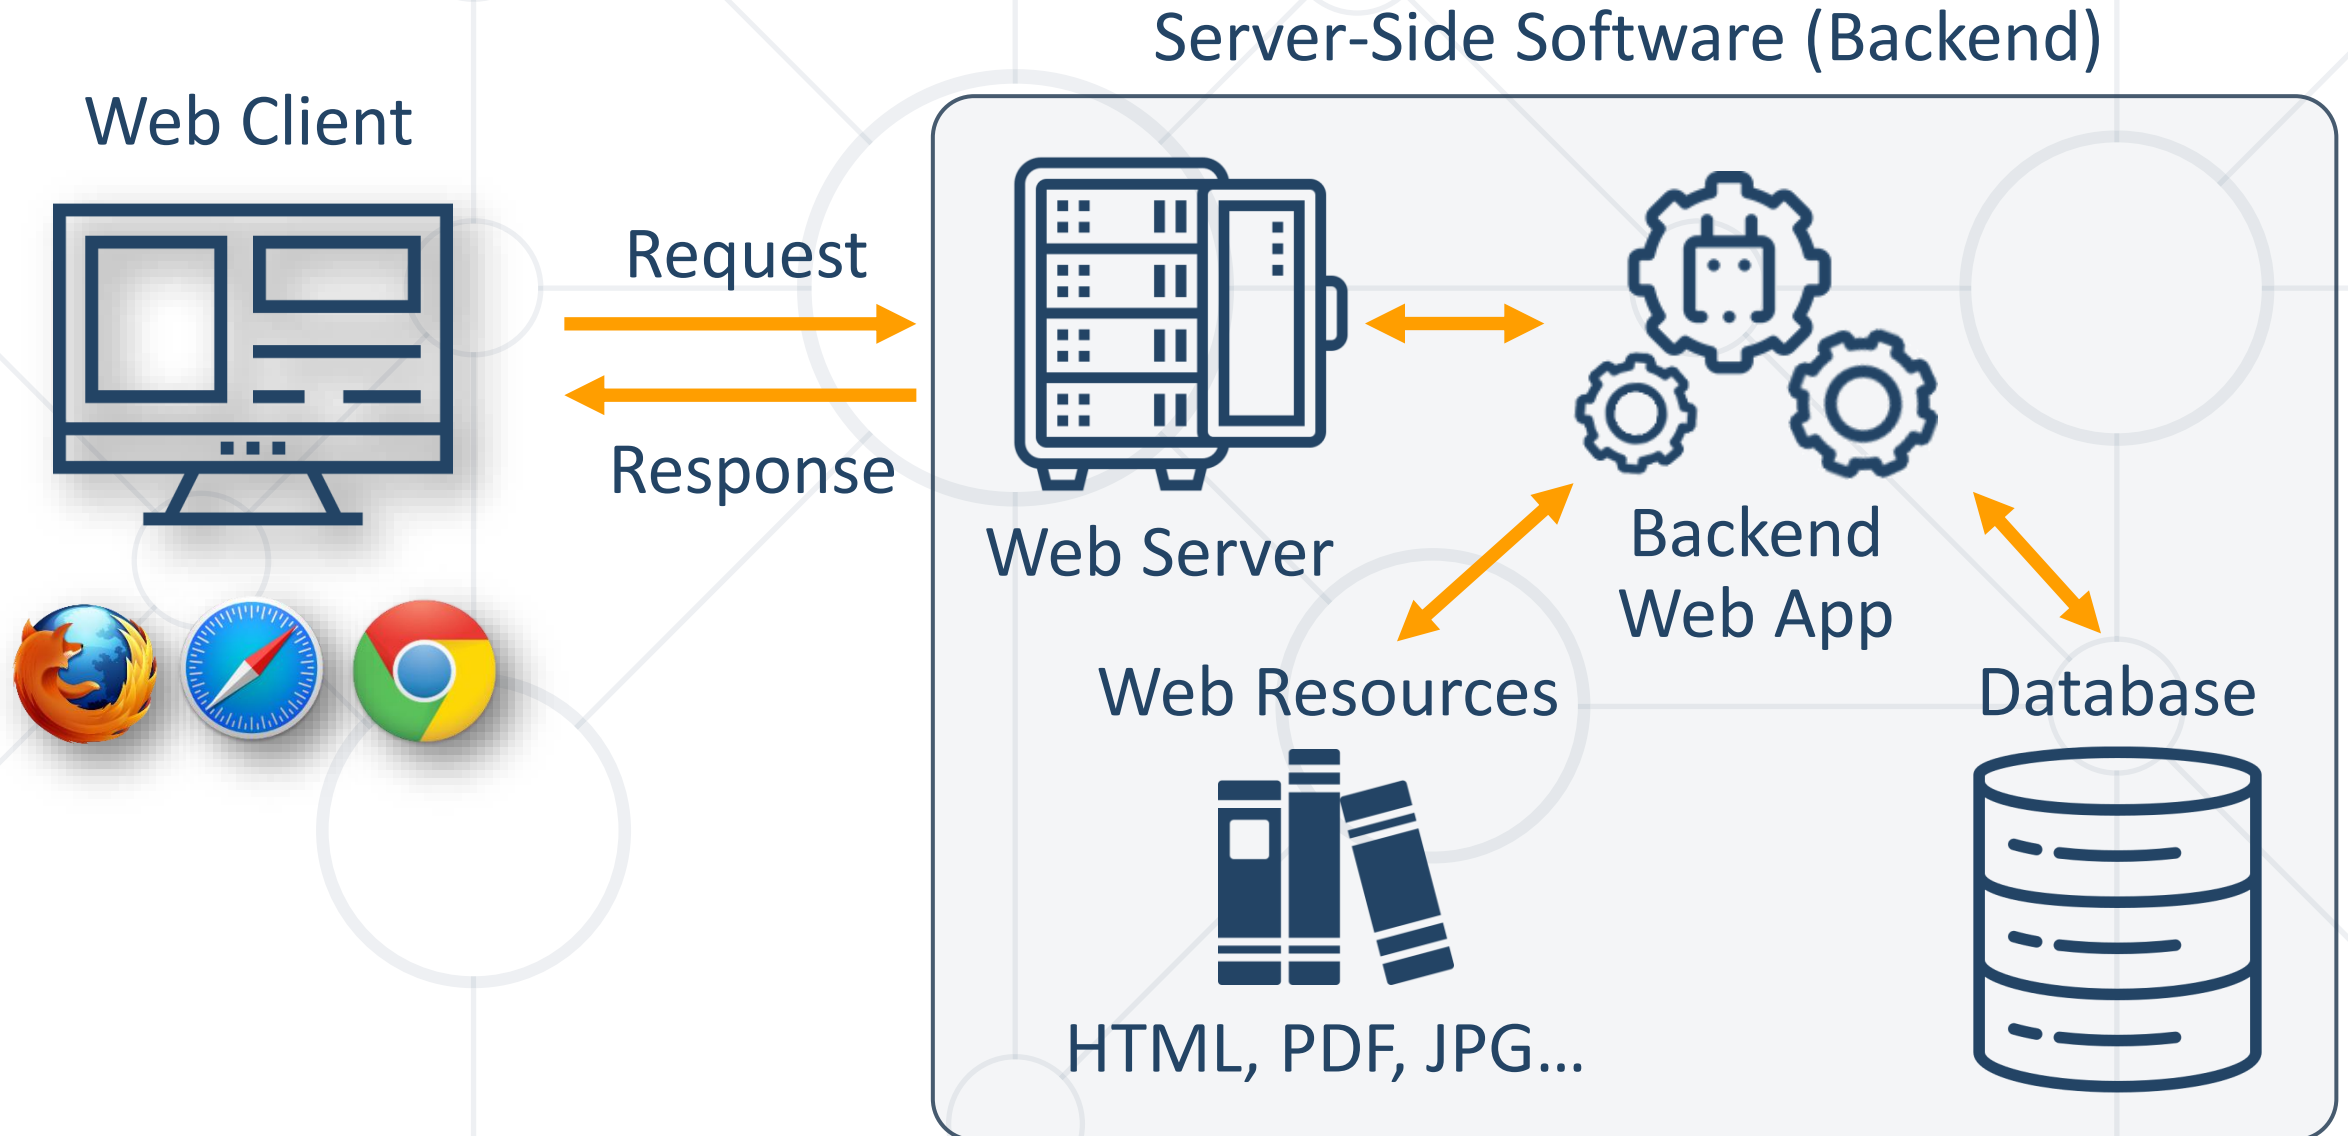 Server-Side Software (Backend)
Web Client
Request
Response
Web Server
Backend
Web App
Web Resources
Database
HTML, PDF, JPG...